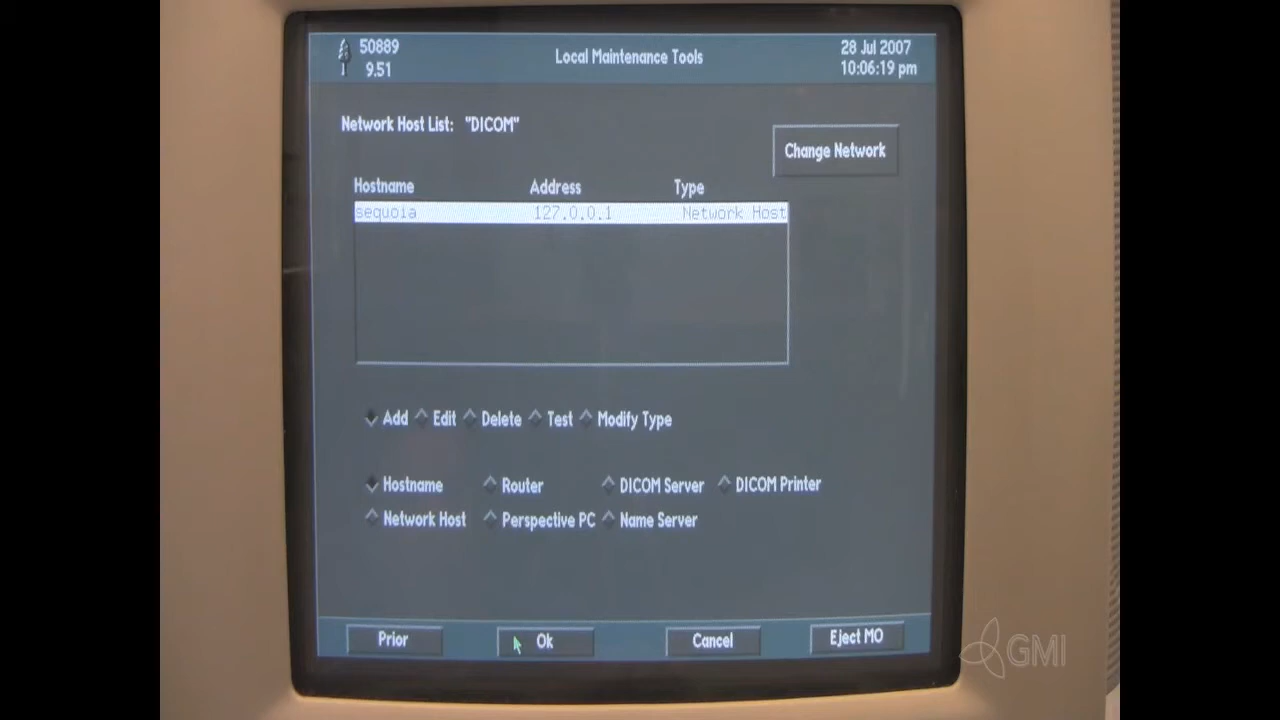 50889
9.51
Local Maintenance Tools
28 Jul 2007
10:06:19 pm
Network Host List: "DICOM"
Change Network
Hostname Address Type
sequoia 127.0.0.1 Network Host
Add Edit Delete Test Modify Type
Hostname Router DICOM Server DICOM Printer
Network Host Perspective PC Name Server
Prior Ok Cancel Eject MO
GMI